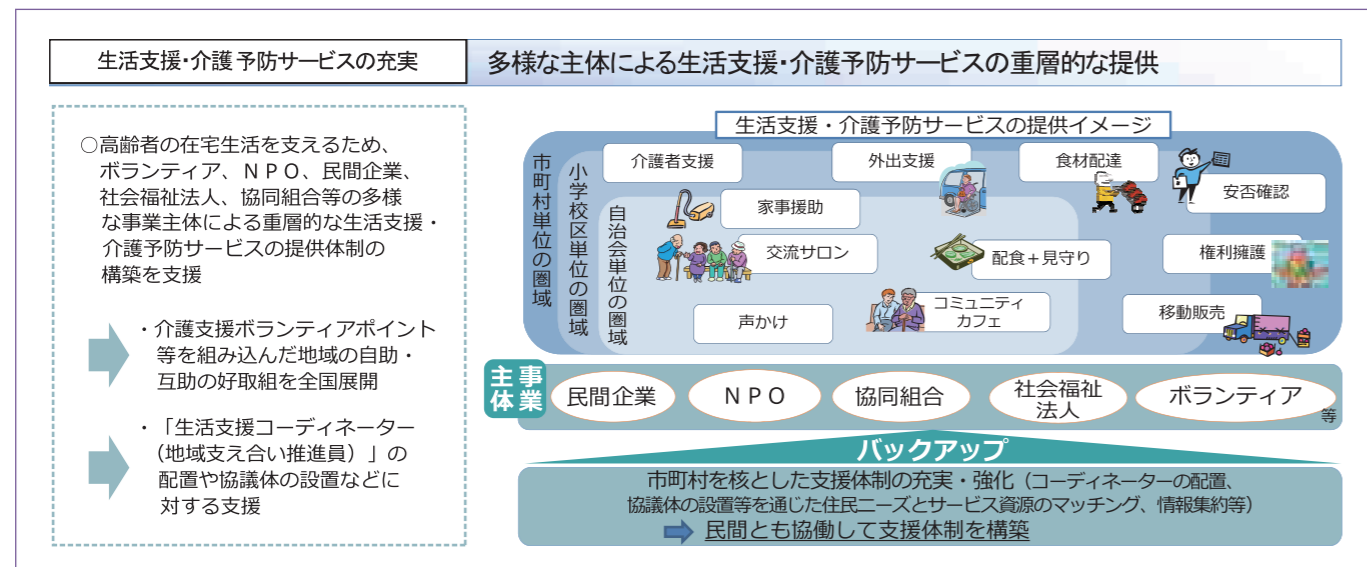 生活支援・介護予防サービスの充実
多様な主体による生活支援・介護予防サービスの重層的な提供
○高齢者の在宅生活を支えるため、
ボランティア、ＮＰＯ、民間企業、
社会福祉法人、協同組合等の多様
な事業主体による重層的な生活支援・
介護予防サービスの提供体制の
構築を支援
・介護支援ボランティアポイント
等を組み込んだ地域の自助・
互助の好取組を全国展開
・「生活支援コーディネーター
（地域支え合い推進員）」の
配置や協議体の設置などに
対する支援
生活支援・介護予防サービスの提供イメージ
市町村単位の圏域
小学校区単位の圏域
自治会単位の圏域
介護者支援
外出支援
食材配達
安否確認
家事援助
交流サロン
配食＋見守り
権利擁護
声かけ
コミュニティ
カフェ
移動販売
事業
主体
民間企業
ＮＰＯ
協同組合
社会福祉
法人
ボランティア
等
バックアップ
市町村を核とした支援体制の充実・強化（コーディネーターの配置、
協議体の設置等を通じた住民ニーズとサービス資源のマッチング、情報集約等）
民間とも協働して支援体制を構築